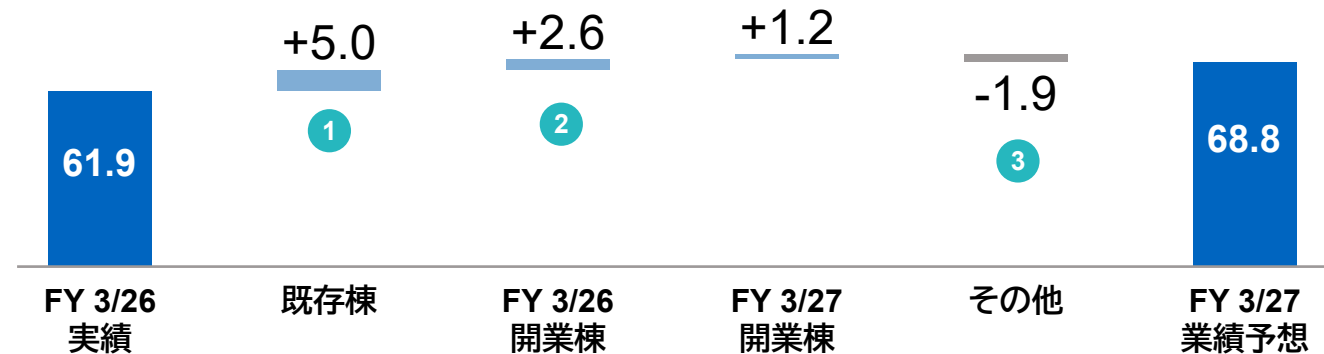 +5.0
+2.6
+1.2
-1.9
61.9
1
2
3
68.8
FY 3/26
実績
既存棟
FY 3/26
開業棟
FY 3/27
開業棟
その他
FY 3/27
業績予想